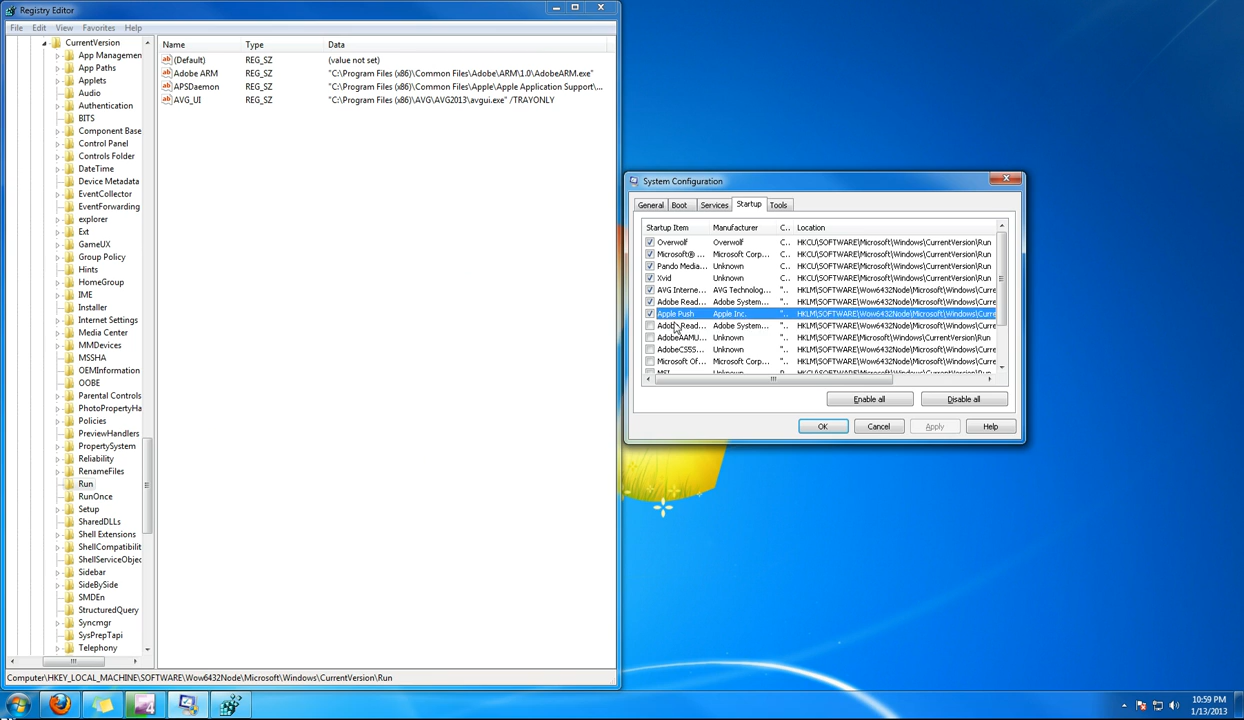 Registry Editor
File Edit View Favorites Help
CurrentVersion
App Managemen
App Paths
Applets
Audio
Authentication
BITS
Component Base
Control Panel
Controls Folder
DateTime
Device Metadata
EventCollector
EventForwarding
explorer
Ext
GameUX
Group Policy
Hints
HomeGroup
IME
Installer
Internet Settings
Media Center
MMDevices
MSSHA
OEMInformation
OOBE
Parental Controls
PhotoPropertyHa
Policies
PreviewHandlers
PropertySystem
Reliability
RenameFiles
Run
RunOnce
Setup
SharedDLLs
Shell Extensions
ShellCompatibilit
ShellServiceObjec
Sidebar
SideBySide
SMDEn
StructuredQuery
Syncmgr
SysPrepTapi
Telephony
Name Type Data
(Default) REG_SZ (value not set)
Adobe ARM REG_SZ "C:\Program Files (x86)\Common Files\Adobe\ARM\1.0\AdobeARM.exe"
APSDaemon REG_SZ "C:\Program Files (x86)\Common Files\Apple\Apple Application Support\...
AVG_UI REG_SZ "C:\Program Files (x86)\AVG\AVG2013\avgui.exe" /TRAYONLY
Computer\HKEY_LOCAL_MACHINE\SOFTWARE\Wow6432Node\Microsoft\Windows\CurrentVersion\Run
System Configuration
General Boot Services Startup Tools
Startup Item Manufacturer C.. Location
Overwolf Overwolf C.. HKCU\SOFTWARE\Microsoft\Windows\CurrentVersion\Run
Microsoft® ... Microsoft Corp... C.. HKCU\SOFTWARE\Microsoft\Windows\CurrentVersion\Run
Pando Media... Unknown C.. HKCU\SOFTWARE\Microsoft\Windows\CurrentVersion\Run
Xvid Unknown C.. HKCU\SOFTWARE\Microsoft\Windows\CurrentVersion\Run
AVG Interne... AVG Technolog... ".. HKLM\SOFTWARE\Wow6432Node\Microsoft\Windows\Curre
Adobe Read... Adobe System... ".. HKLM\SOFTWARE\Wow6432Node\Microsoft\Windows\Curre
Apple Push Apple Inc. ".. HKLM\SOFTWARE\Wow6432Node\Microsoft\Windows\Curre
Adobe Read... Adobe System... ".. HKLM\SOFTWARE\Wow6432Node\Microsoft\Windows\Curre
AdobeAAMU... Unknown ".. HKLM\SOFTWARE\Microsoft\Windows\CurrentVersion\Run
AdobeCS5S... Unknown ".. HKLM\SOFTWARE\Wow6432Node\Microsoft\Windows\Curre
Microsoft Of... Microsoft Corp... ".. HKLM\SOFTWARE\Wow6432Node\Microsoft\Windows\Curre
Enable all Disable all
OK Cancel Apply Help
10:59 PM
1/13/2013